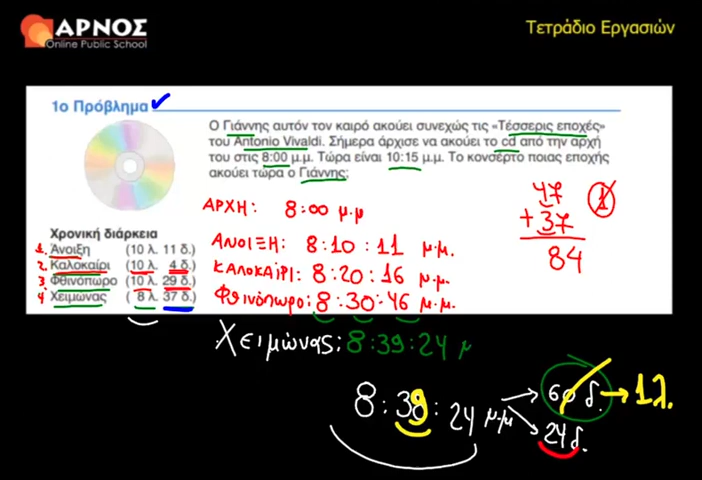 ΑΡΝΟΣ
Online Public School
Τετράδιο Εργασιών
1ο Πρόβλημα
Ο Γιάννης αυτόν τον καιρό ακούει συνεχώς τις «Τέσσερις εποχές»
του Antonio Vivaldi. Σήμερα άρχισε να ακούει το cd από την αρχή
του στις 8:00 μ.μ. Τώρα είναι 10:15 μ.μ. Το κονσέρτο ποιας εποχής
ακούει τώρα ο Γιάννης;
ΑΡΧΗ: 8:00 μ.μ
47
+37
84
1
Χρονική διάρκεια
1. Άνοιξη (10 λ. 11 δ.)
2. Καλοκαίρι (10 λ. 4 δ.)
3. Φθινόπωρο (10 λ. 29 δ.)
4 Χειμώνας ( 8 λ. 37 δ.)
ΑΝΟΙΞΗ: 8:10:11 μ.μ.
ΚΑΛΟΚΑΙΡΙ: 8:20:16 μ.μ.
Φθινόπωρο: 8:30:46 μ.μ.
Χειμώνας: 8:39:24 μ
8:39:24 μ.μ
60 δ. → 1λ.
24 δ.